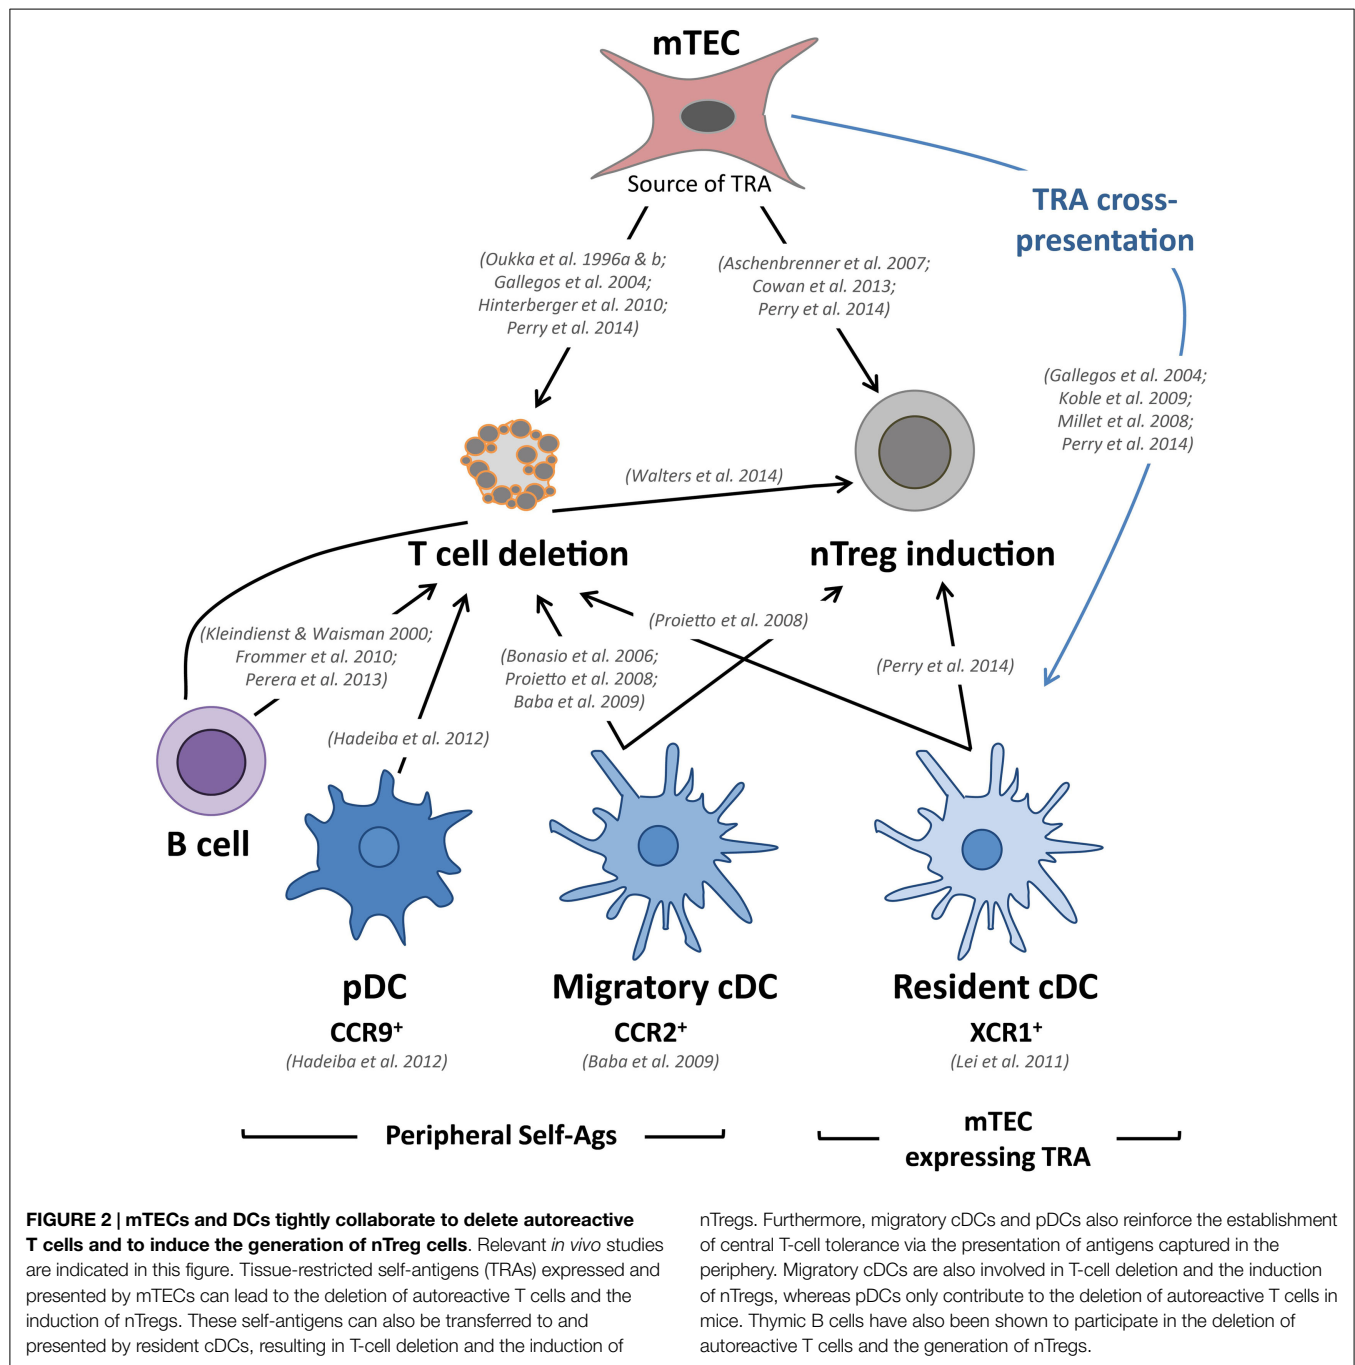 mTEC
Source of TRA
TRA cross-
presentation
(Oukka et al. 1996a & b;
Gallegos et al. 2004;
Hinterberger et al. 2010;
Perry et al. 2014)
(Aschenbrenner et al. 2007;
Cowan et al. 2013;
Perry et al. 2014)
(Gallegos et al. 2004;
Koble et al. 2009;
Millet et al. 2008;
Perry et al. 2014)
(Walters et al. 2014)
T cell deletion
nTreg induction
(Kleindienst & Waisman 2000;
Frommer et al. 2010;
Perera et al. 2013)
(Bonasio et al. 2006;
Proietto et al. 2008;
Baba et al. 2009)
(Proietto et al. 2008)
(Perry et al. 2014)
(Hadeiba et al. 2012)
B cell
pDC
CCR9+
(Hadeiba et al. 2012)
Migratory cDC
CCR2+
(Baba et al. 2009)
Resident cDC
XCR1+
(Lei et al. 2011)
Peripheral Self-Ags
mTEC
expressing TRA
FIGURE 2 | mTECs and DCs tightly collaborate to delete autoreactive
T cells and to induce the generation of nTreg cells. Relevant in vivo studies
are indicated in this figure. Tissue-restricted self-antigens (TRAs) expressed and
presented by mTECs can lead to the deletion of autoreactive T cells and the
induction of nTregs. These self-antigens can also be transferred to and
presented by resident cDCs, resulting in T-cell deletion and the induction of
nTregs. Furthermore, migratory cDCs and pDCs also reinforce the establishment
of central T-cell tolerance via the presentation of antigens captured in the
periphery. Migratory cDCs are also involved in T-cell deletion and the induction
of nTregs, whereas pDCs only contribute to the deletion of autoreactive T cells in
mice. Thymic B cells have also been shown to participate in the deletion of
autoreactive T cells and the generation of nTregs.